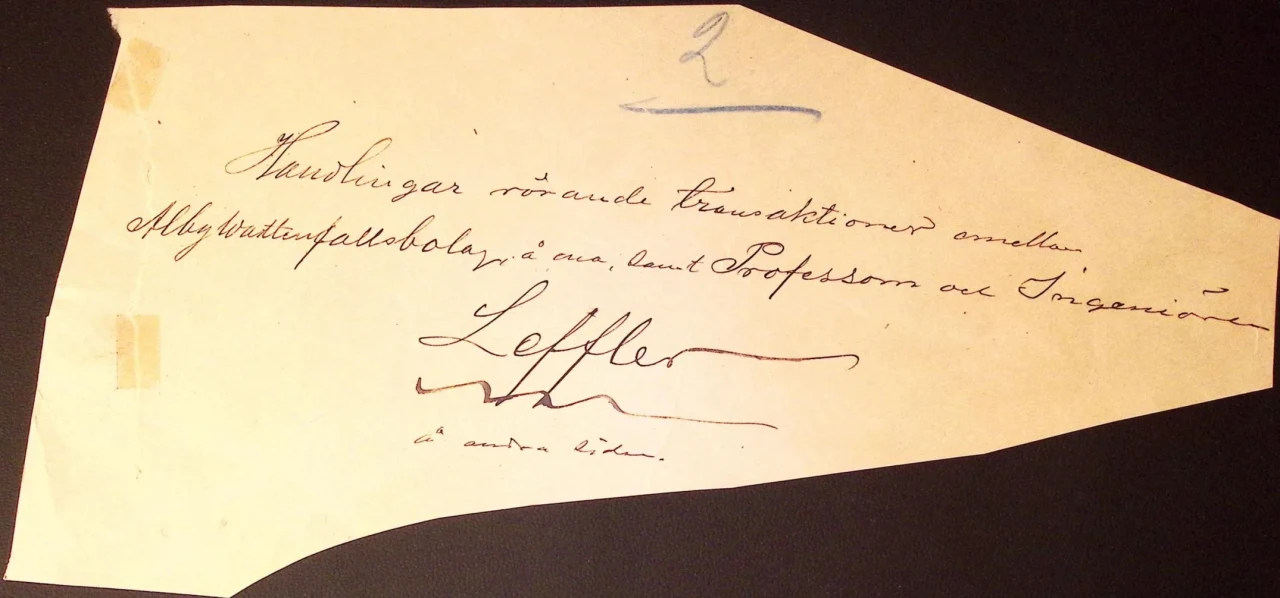 2
Handlingar rörande transaktioner emellan
Alby Wattenfallsbolag, å ena, samt Professorn och Ingeniören
Leffler
å andra sidan.